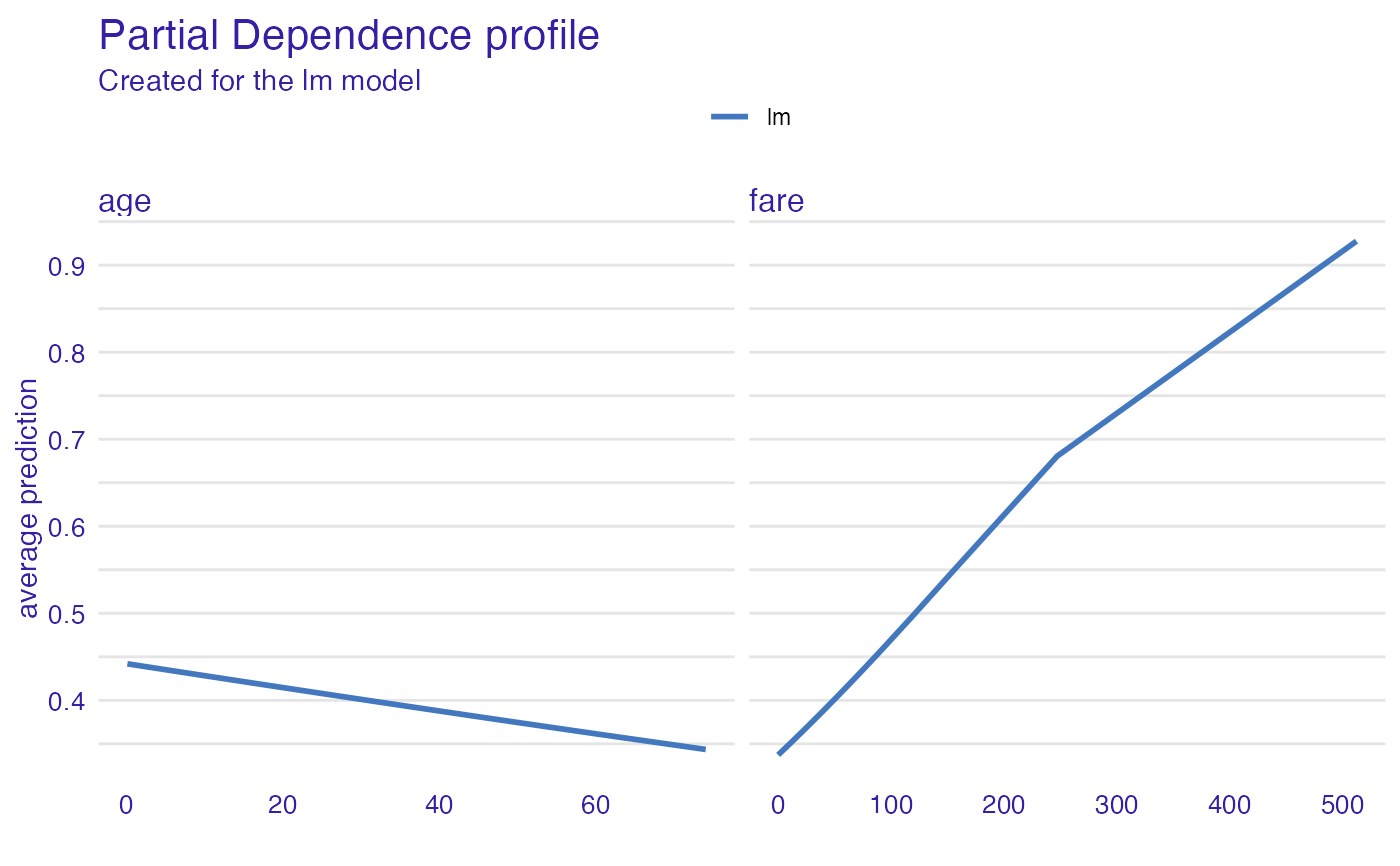 Partial Dependence profile
Created for the lm model
lm
age
fare
average prediction
0.9
0.8
0.7
0.6
0.5
0.4
0 20 40 60
0 100 200 300 400 500